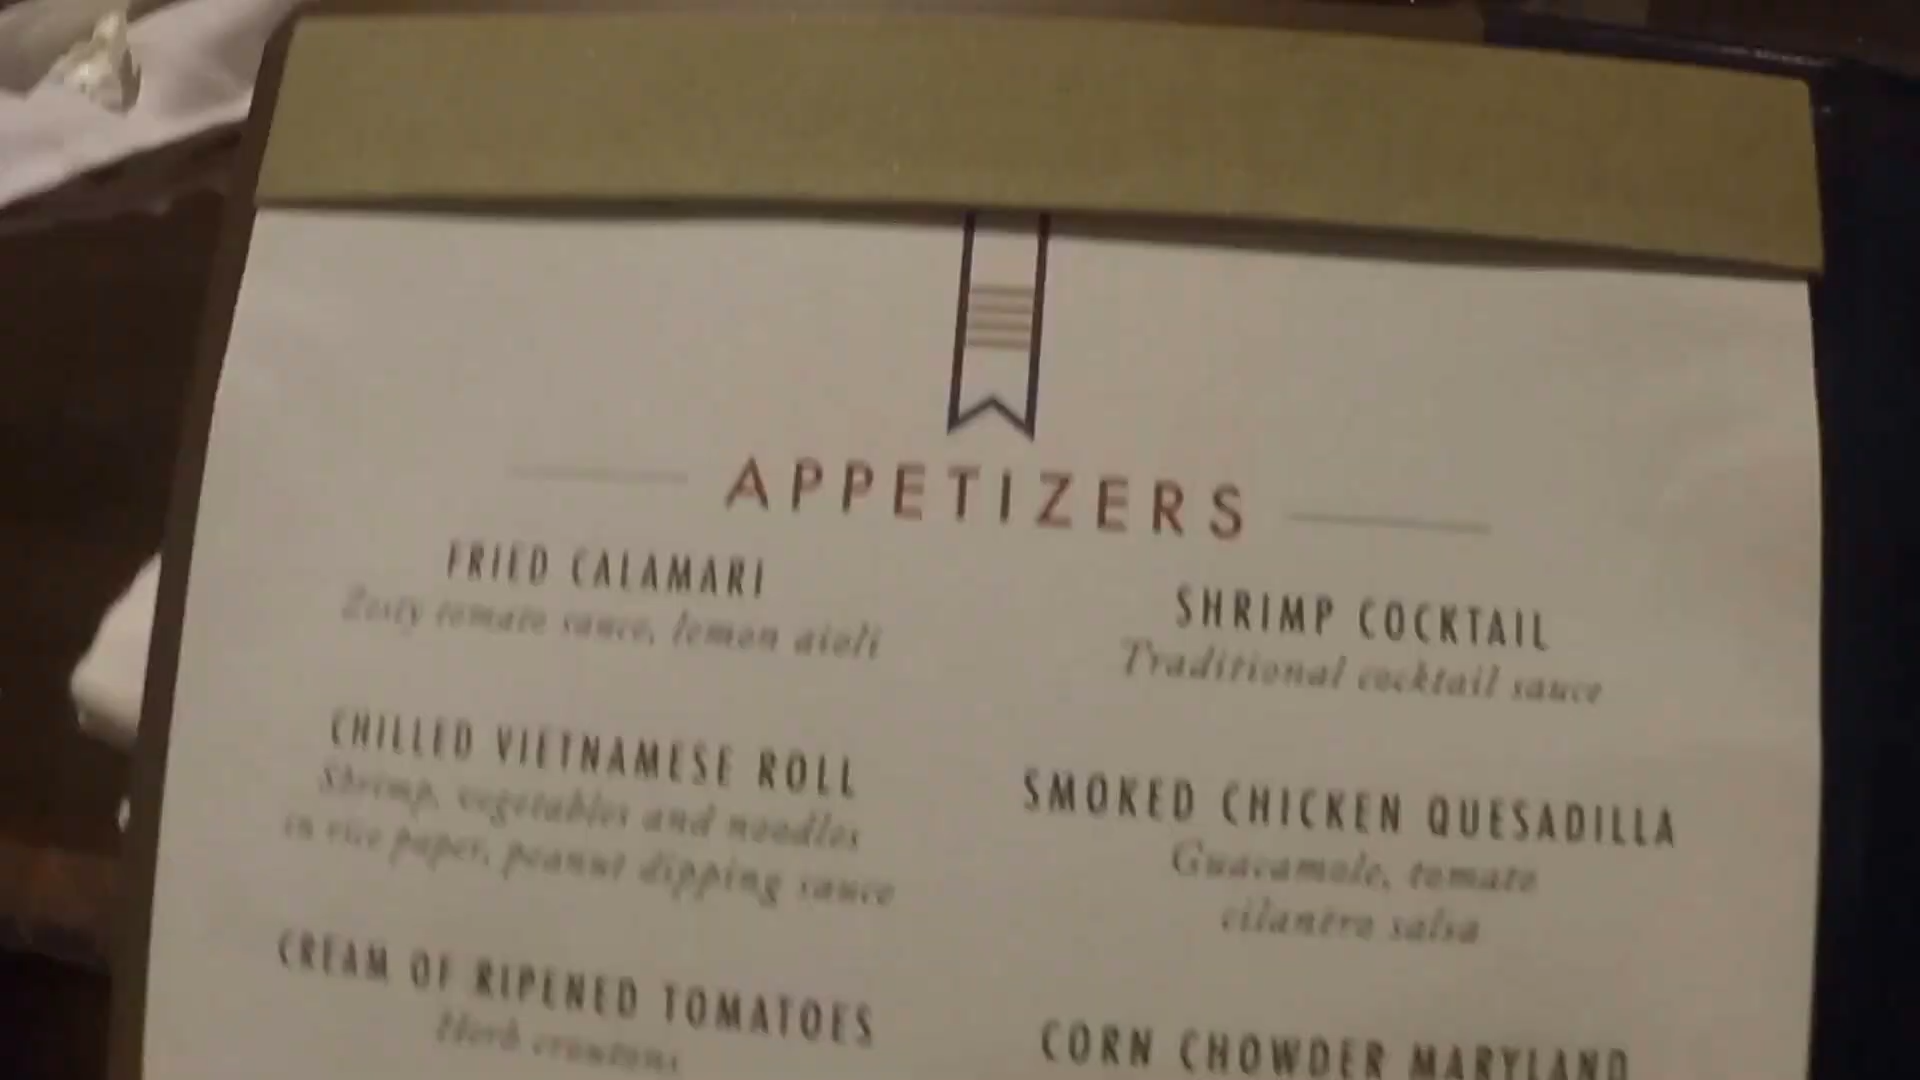 APPETIZERS
FRIED CALAMARI
Zesty tomato sauce, lemon aioli
CHILLED VIETNAMESE ROLL
Shrimp, vegetables and noodles
in rice paper, peanut dipping sauce
CREAM OF RIPENED TOMATOES
Herb croutons
SHRIMP COCKTAIL
Traditional cocktail sauce
SMOKED CHICKEN QUESADILLA
Guacamole, tomato
cilantro salsa
CORN CHOWDER MARYLAND